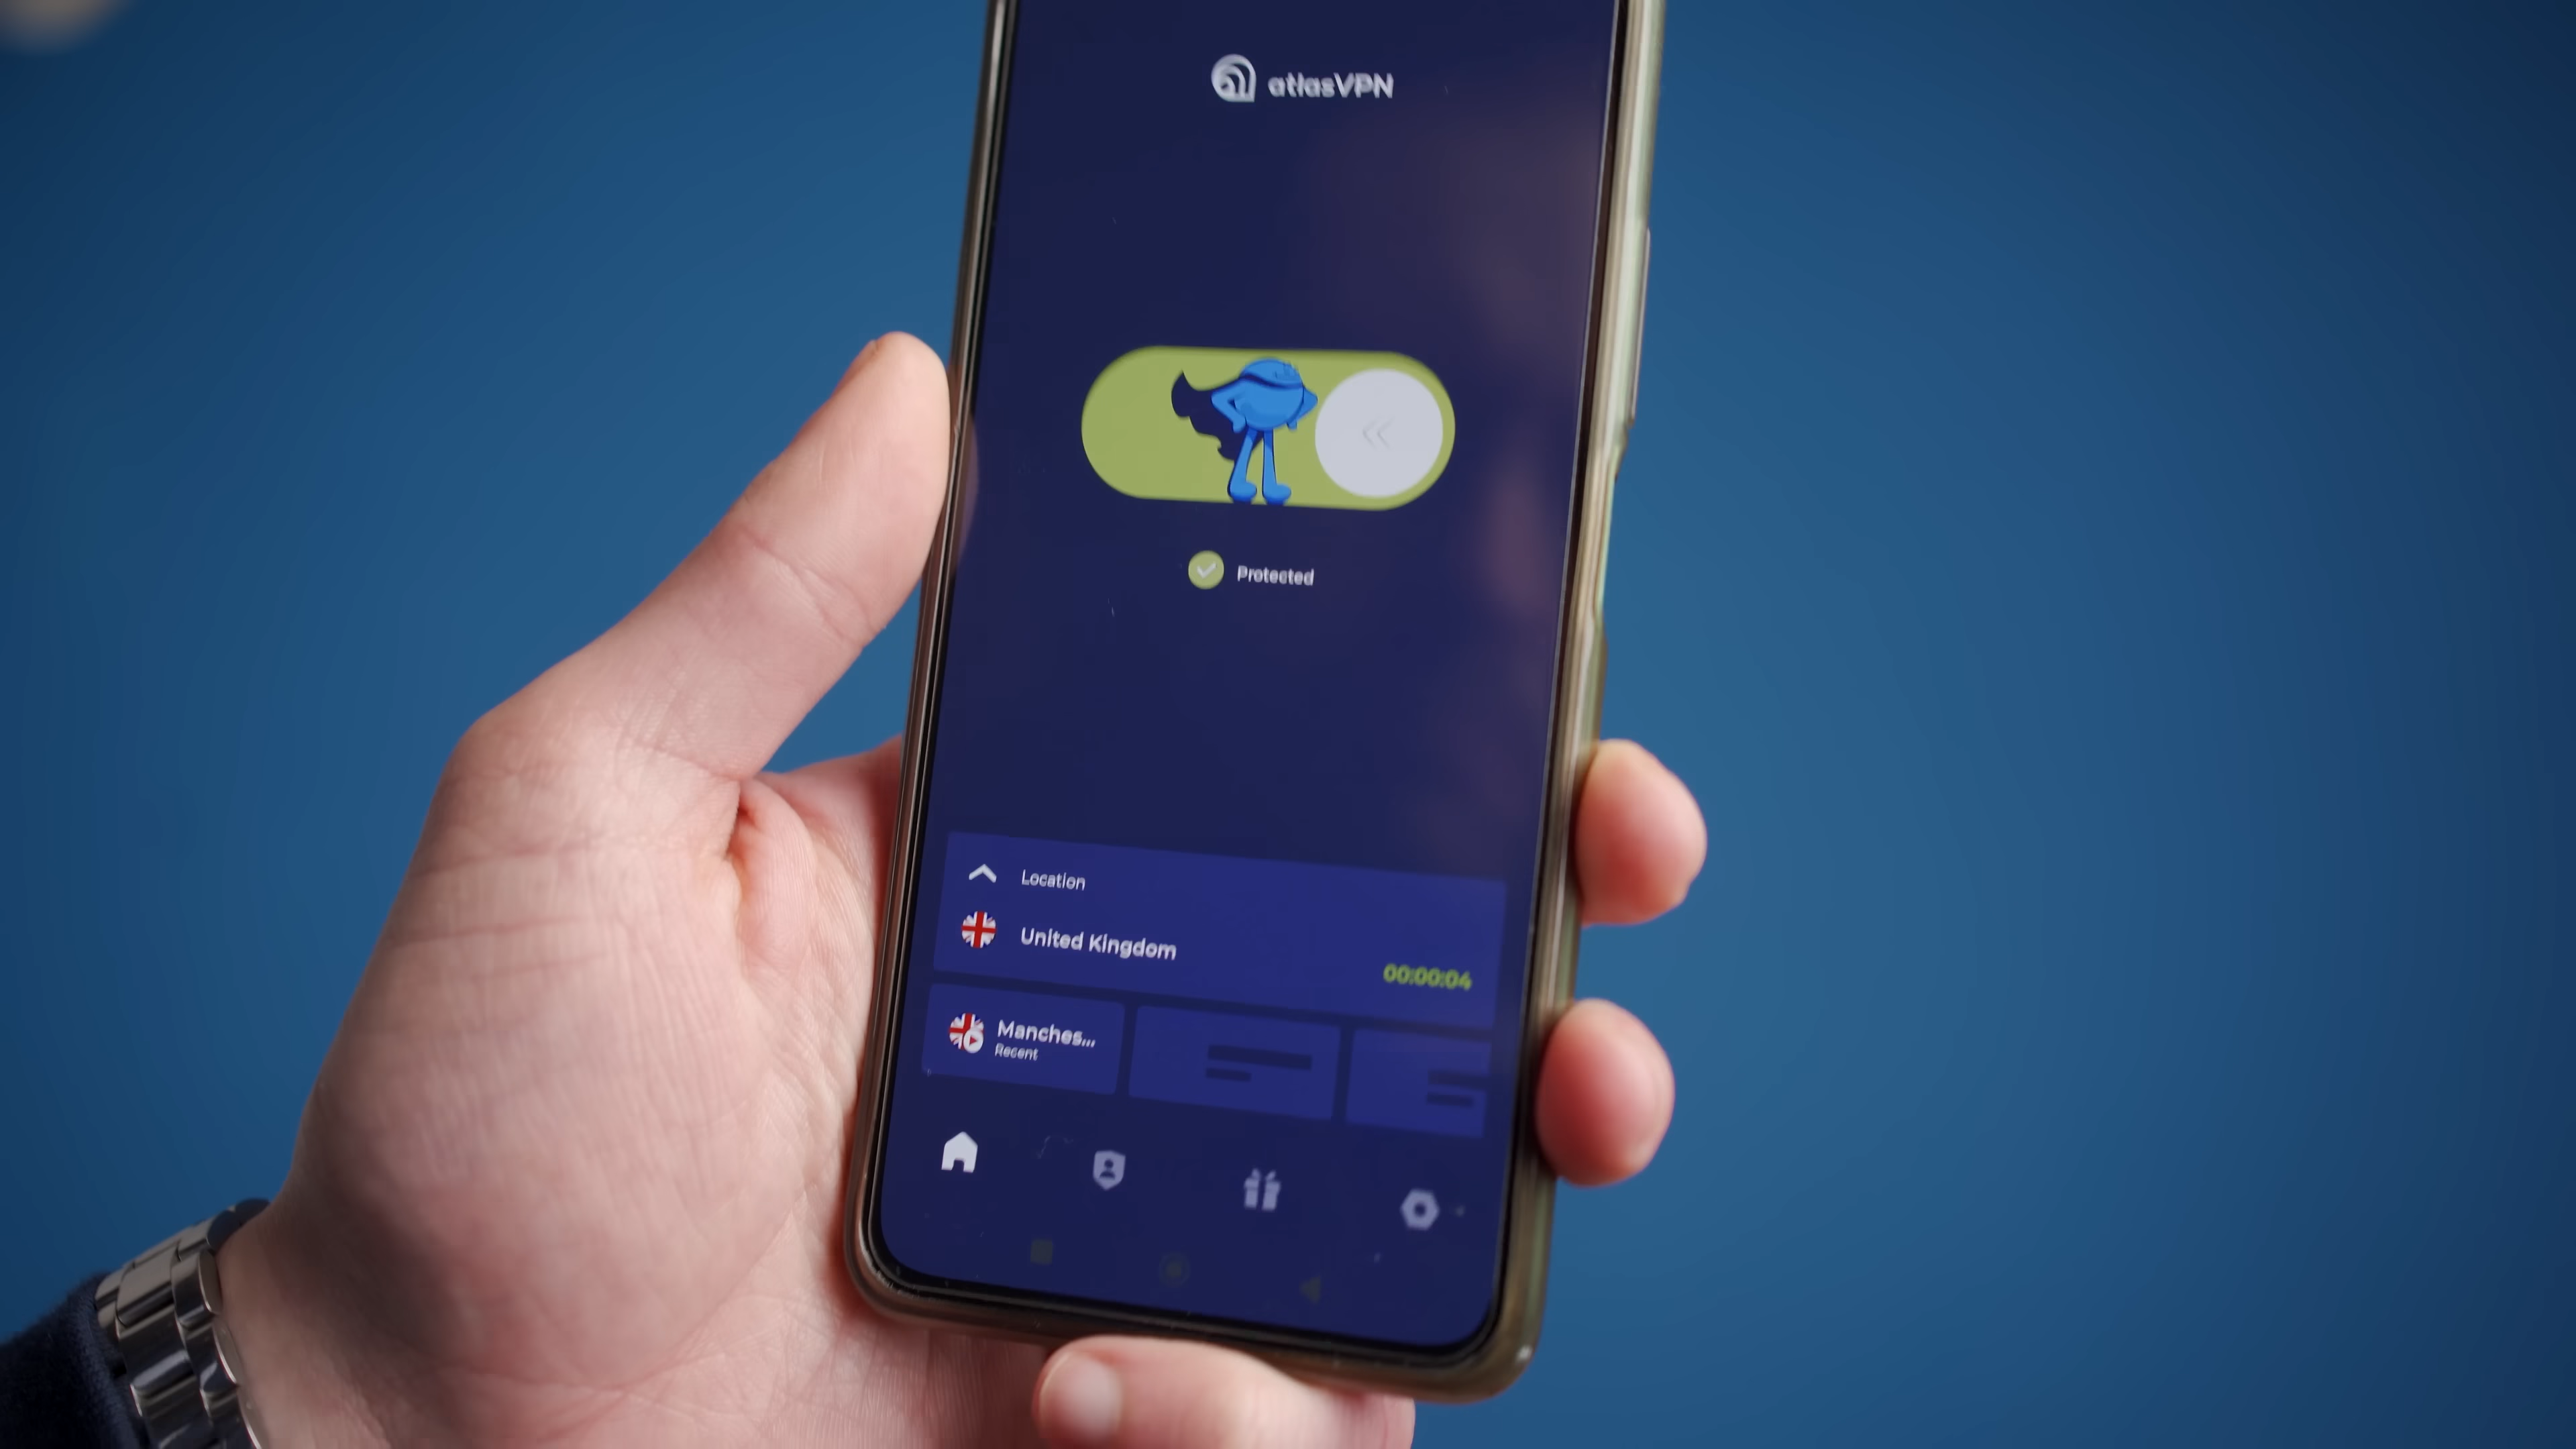 atlasVPN
Protected
Location
United Kingdom
00:00:04
Manches...
Recent